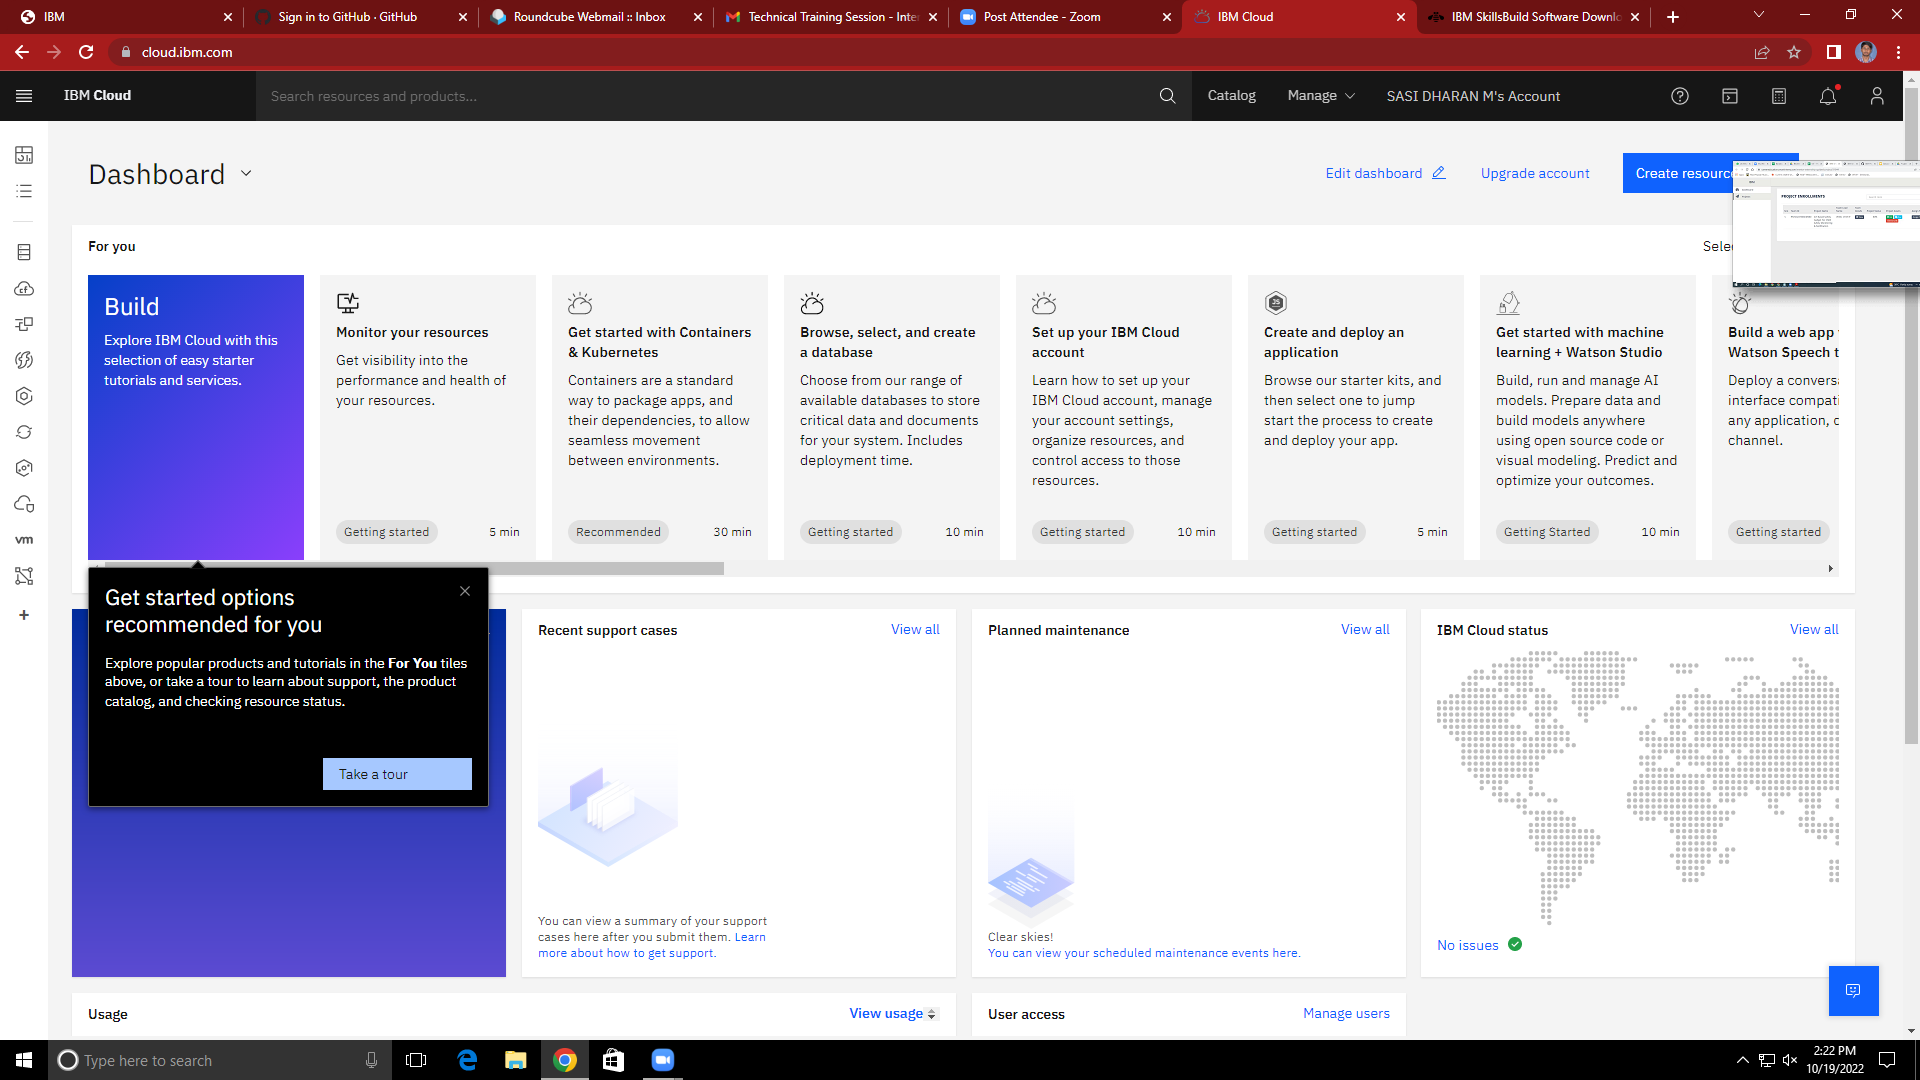 IBM
Sign in to GitHub · GitHub
Roundcube Webmail :: Inbox
Technical Training Session - Inter
Post Attendee - Zoom
IBM Cloud
IBM SkillsBuild Software Downlo
cloud.ibm.com
IBM Cloud
Search resources and products...
Catalog
Manage
SASI DHARAN M's Account
Dashboard
Edit dashboard
Upgrade account
Create resource
PROJECT ENROLLMENTS
For you
Selec
Build
Explore IBM Cloud with this
selection of easy starter
tutorials and services.
Monitor your resources
Get visibility into the
performance and health of
your resources.
Getting started
5 min
Get started with Containers
& Kubernetes
Containers are a standard
way to package apps, and
their dependencies, to allow
seamless movement
between environments.
Recommended
30 min
Browse, select, and create
a database
Choose from our range of
available databases to store
critical data and documents
for your system. Includes
deployment time.
Getting started
10 min
Set up your IBM Cloud
account
Learn how to set up your
IBM Cloud account, manage
your account settings,
organize resources, and
control access to those
resources.
Getting started
10 min
Create and deploy an
application
Browse our starter kits, and
then select one to jump
start the process to create
and deploy your app.
Getting started
5 min
Get started with machine
learning + Watson Studio
Build, run and manage AI
models. Prepare data and
build models anywhere
using open source code or
visual modeling. Predict and
optimize your outcomes.
Getting Started
10 min
Build a web app
Watson Speech t
Deploy a convers
interface compati
any application,
channel.
Getting started
vm
Get started options
recommended for you
Explore popular products and tutorials in the For You tiles
above, or take a tour to learn about support, the product
catalog, and checking resource status.
Take a tour
Recent support cases
View all
You can view a summary of your support
cases here after you submit them. Learn
more about how to get support.
Planned maintenance
View all
Clear skies!
You can view your scheduled maintenance events here.
IBM Cloud status
View all
No issues
Usage
View usage
User access
Manage users
Type here to search
2:22 PM
10/19/2022